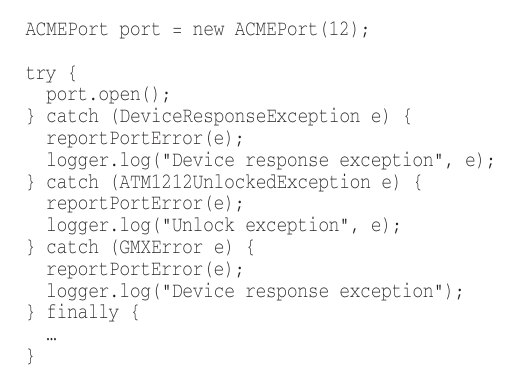 ACMEPort port = new ACMEPort(12);
try {
port.open();
} catch (DeviceResponseException e) {
reportPortError(e);
logger.log("Device response exception", e);
} catch (ATM1212UnlockedException e) {
reportPortError(e);
logger.log("Unlock exception", e);
} catch (GMXError e) {
reportPortError(e);
logger.log("Device response exception");
} finally {
…
}